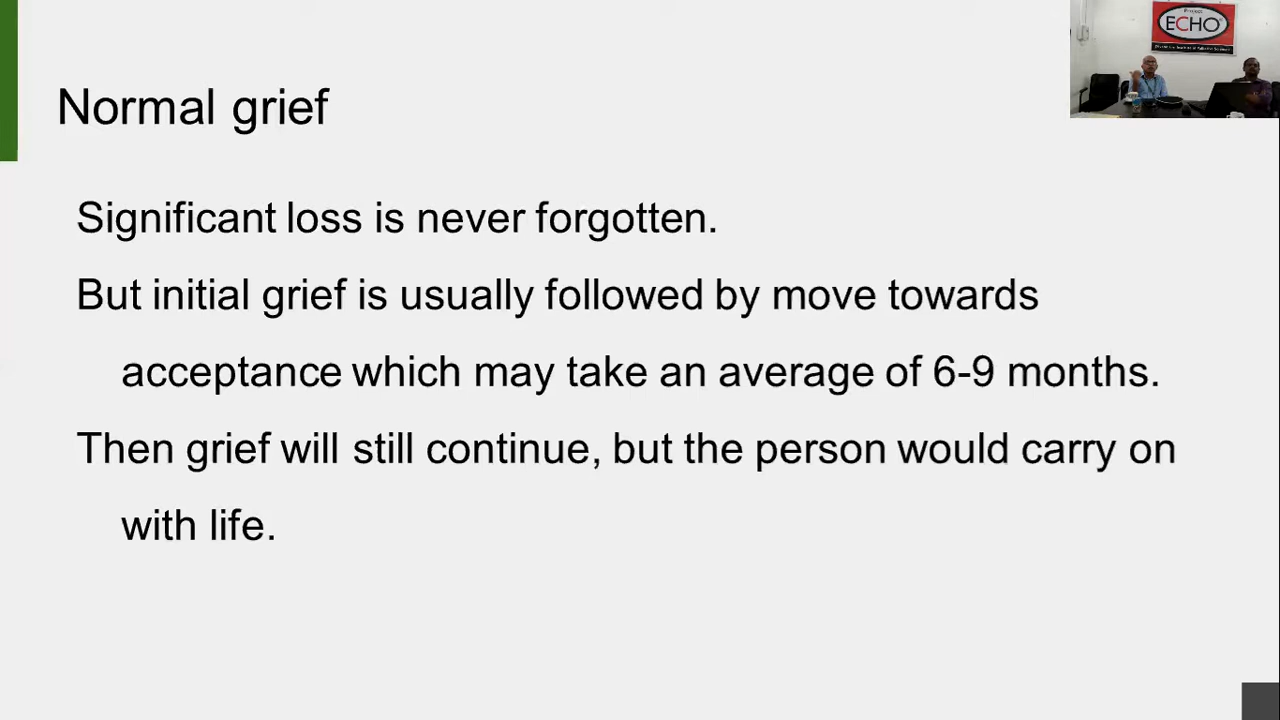 ECHO
Normal grief
Significant loss is never forgotten.
But initial grief is usually followed by move towards
acceptance which may take an average of 6-9 months.
Then grief will still continue, but the person would carry on
with life.